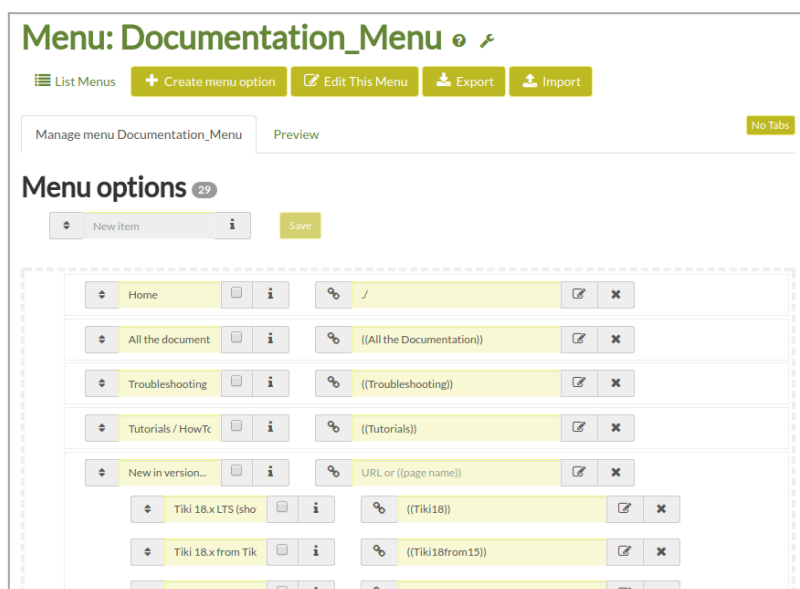 Menu: Documentation_Menu
List Menus Create menu option Edit This Menu Export Import
Manage menu Documentation_Menu Preview No Tabs
Menu options 29
New item Save
Home ./
All the document ((All the Documentation))
Troubleshooting ((Troubleshooting))
Tutorials / HowTo ((Tutorials))
New in version... URL or ((page name))
Tiki 18.x LTS (sho ((Tiki18))
Tiki 18.x from Tik ((Tiki18from15))